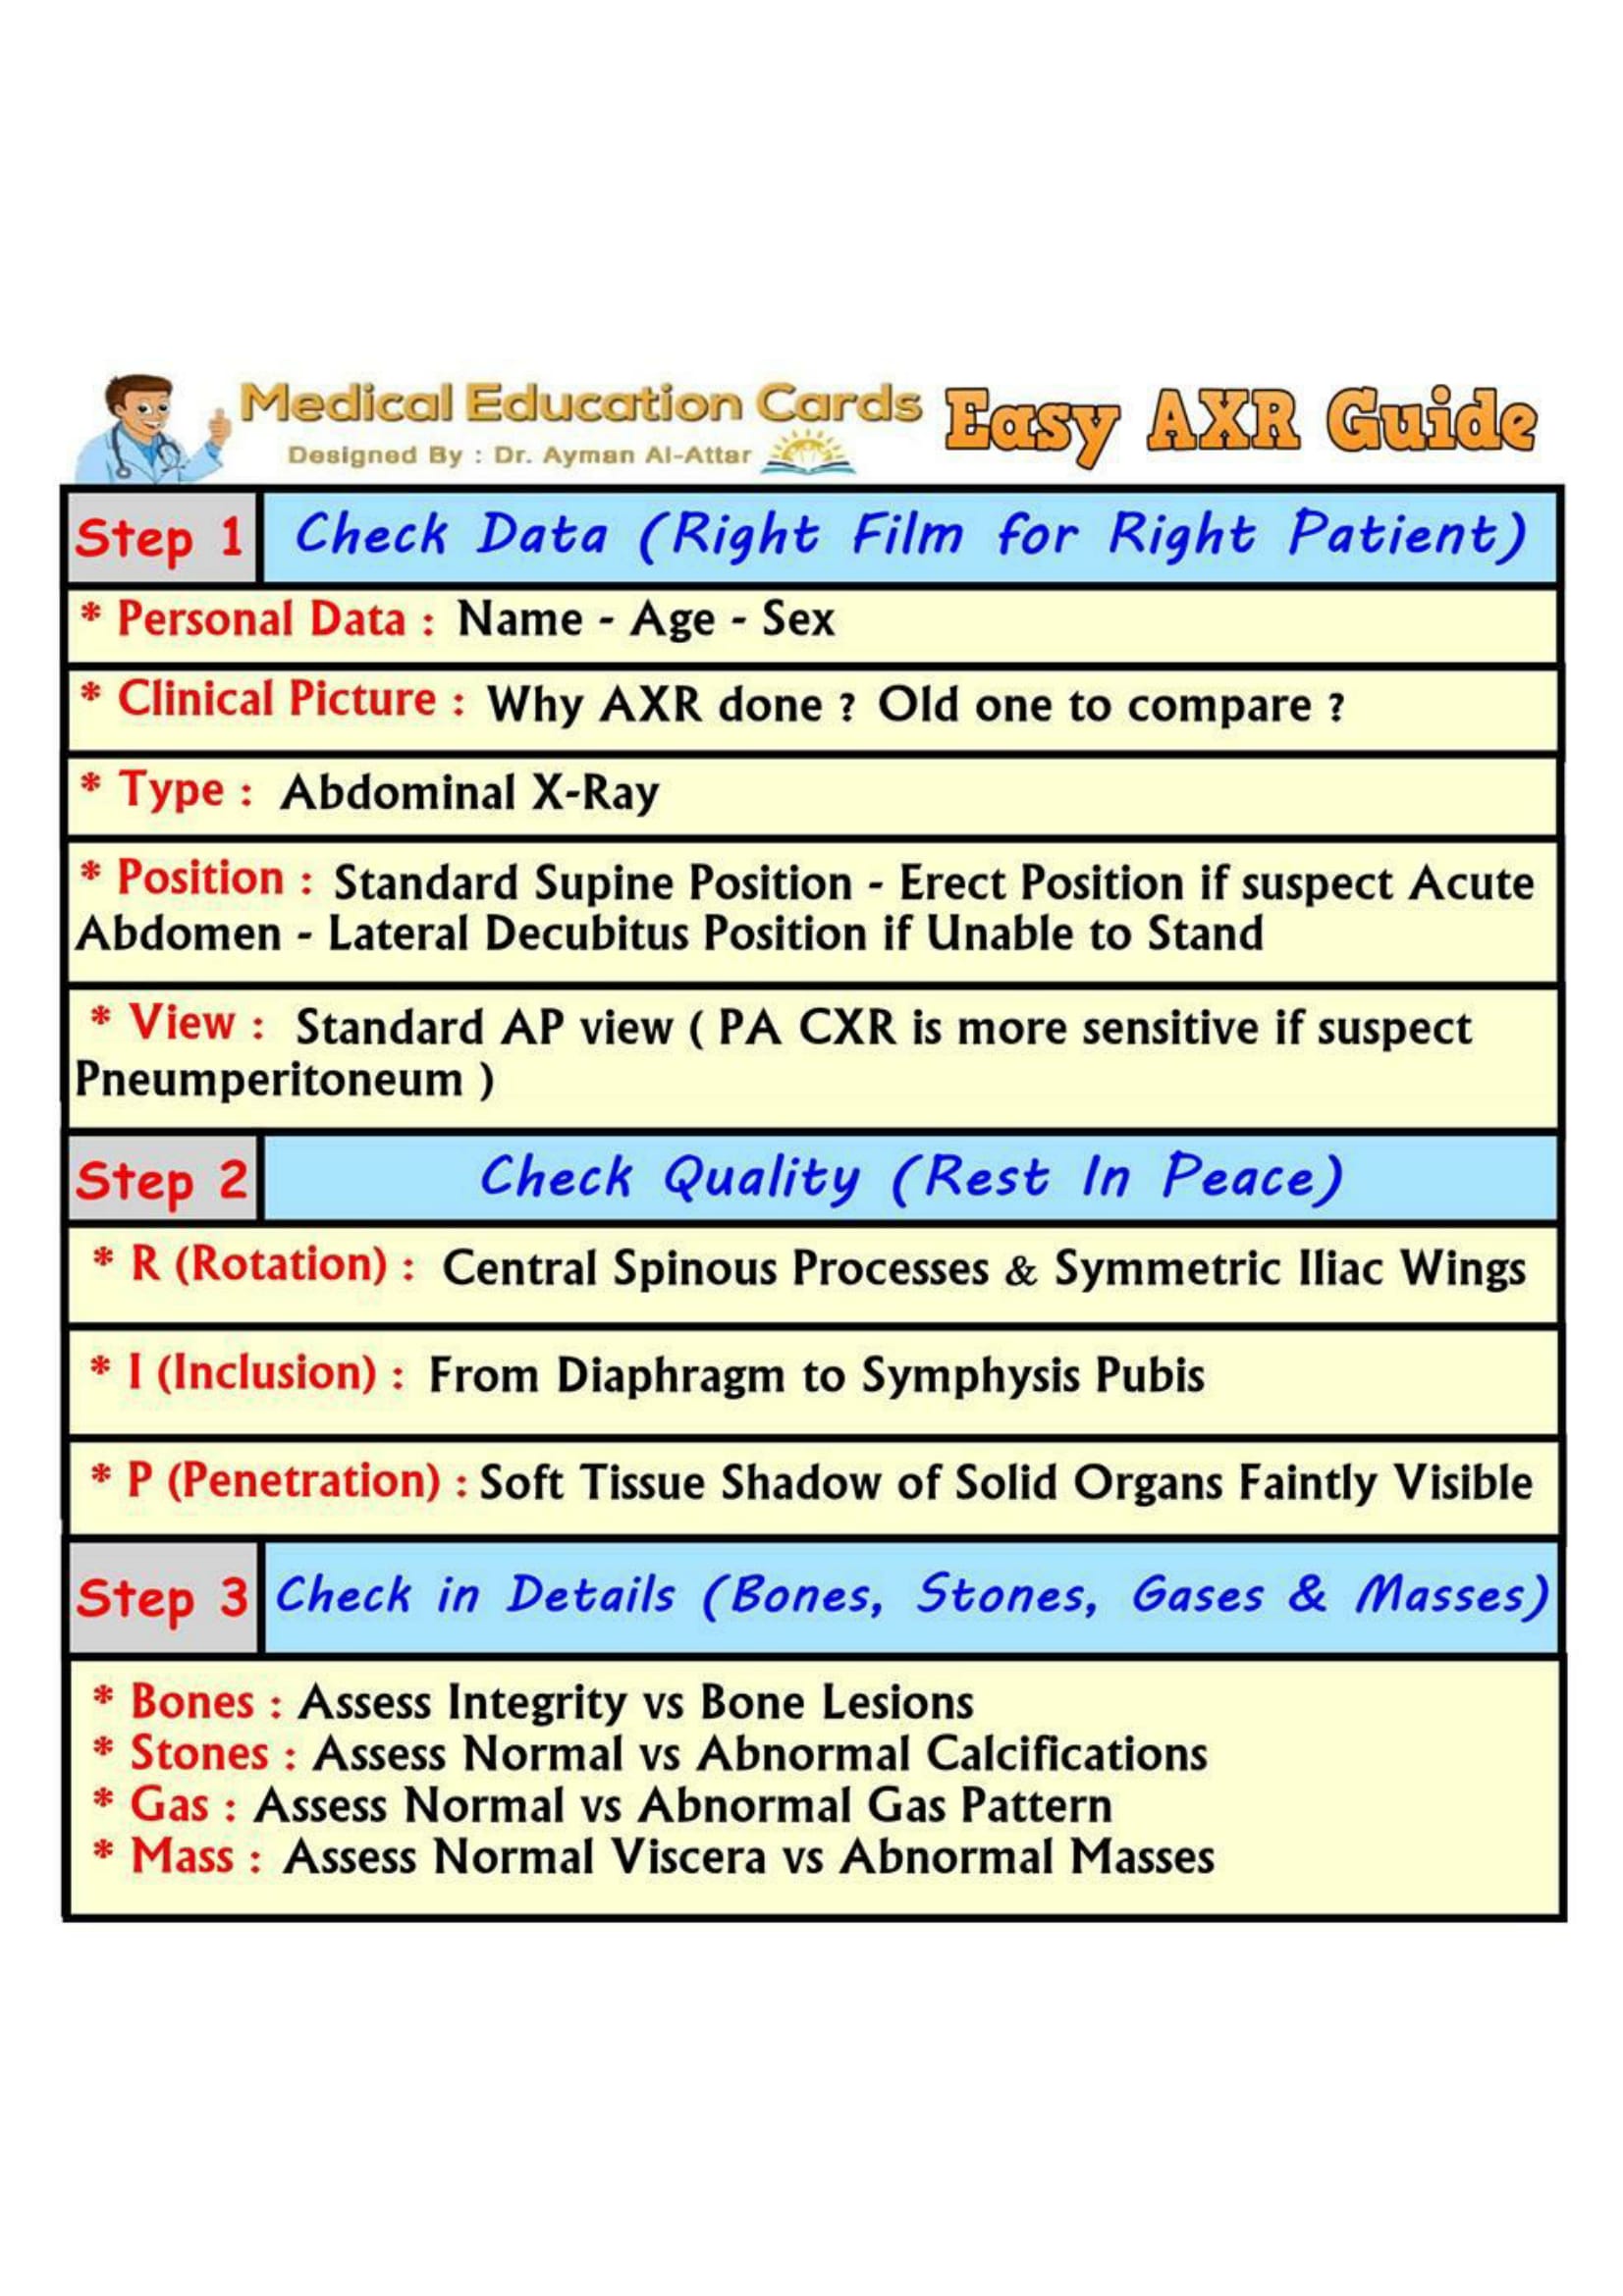 Medical Education Cards
Designed By : Dr. Ayman Al-Attar
Easy AXR Guide
Step 1 Check Data (Right Film for Right Patient)
* Personal Data : Name - Age - Sex
* Clinical Picture : Why AXR done ? Old one to compare ?
* Type : Abdominal X-Ray
* Position : Standard Supine Position - Erect Position if suspect Acute
Abdomen - Lateral Decubitus Position if Unable to Stand
* View : Standard AP view ( PA CXR is more sensitive if suspect
Pneumperitoneum )
Step 2 Check Quality (Rest In Peace)
* R (Rotation) : Central Spinous Processes & Symmetric Iliac Wings
* I (Inclusion) : From Diaphragm to Symphysis Pubis
* P (Penetration) : Soft Tissue Shadow of Solid Organs Faintly Visible
Step 3 Check in Details (Bones, Stones, Gases & Masses)
* Bones : Assess Integrity vs Bone Lesions
* Stones : Assess Normal vs Abnormal Calcifications
* Gas : Assess Normal vs Abnormal Gas Pattern
* Mass : Assess Normal Viscera vs Abnormal Masses